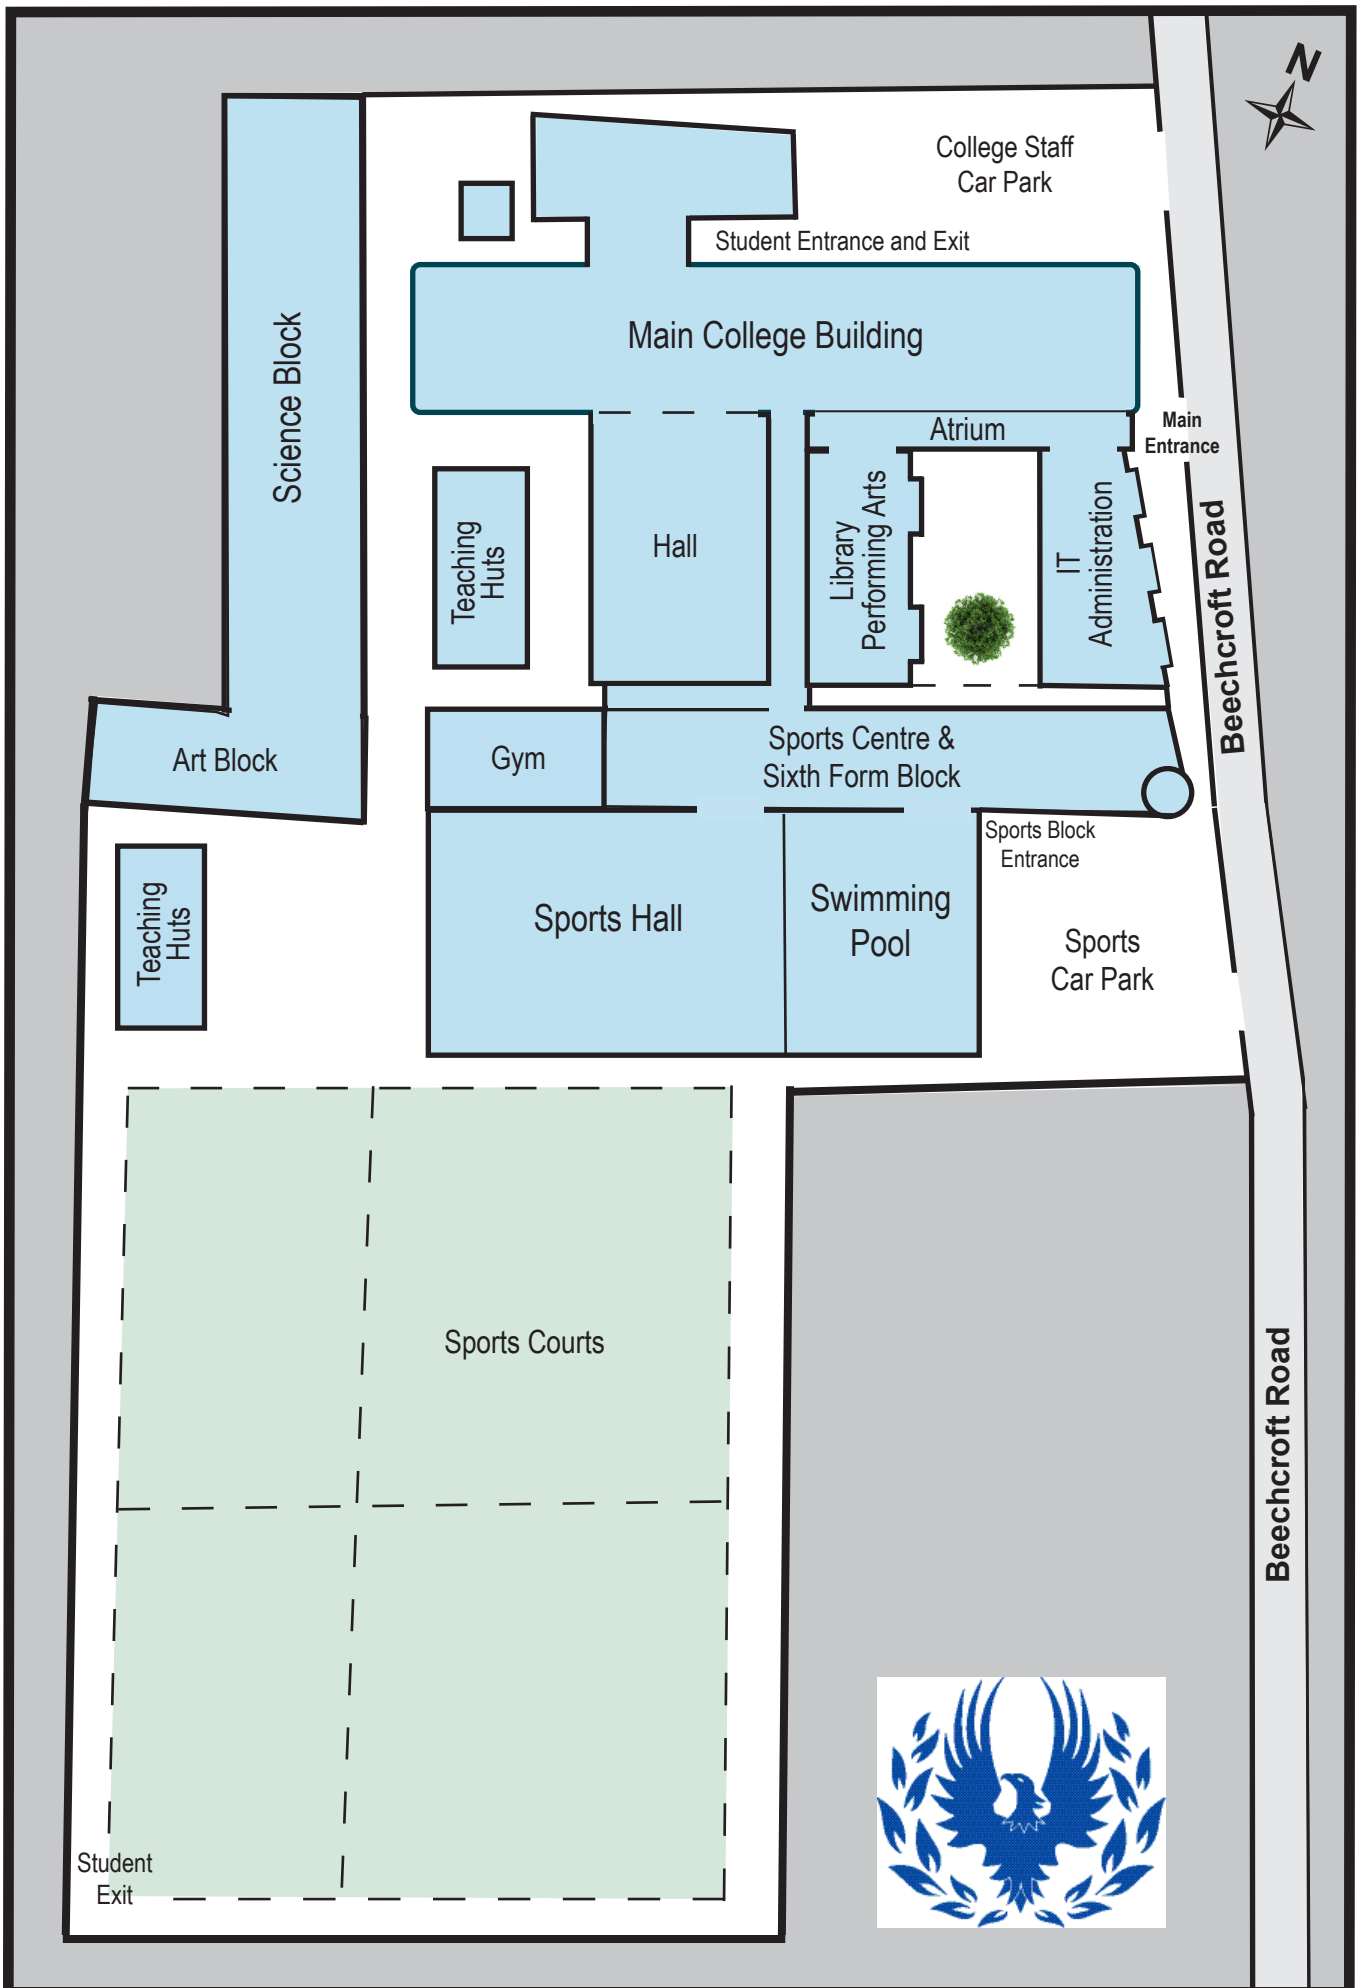 N
College Staff
Car Park
Student Entrance and Exit
Main College Building
Science Block
Main
Entrance
Atrium
Teaching
Huts
Hall
Library
Performing Arts
IT
Administration
Beechcroft Road
Art Block
Gym
Sports Centre &
Sixth Form Block
Sports Block
Entrance
Teaching
Huts
Sports Hall
Swimming
Pool
Sports
Car Park
Sports Courts
Beechcroft Road
Student
Exit